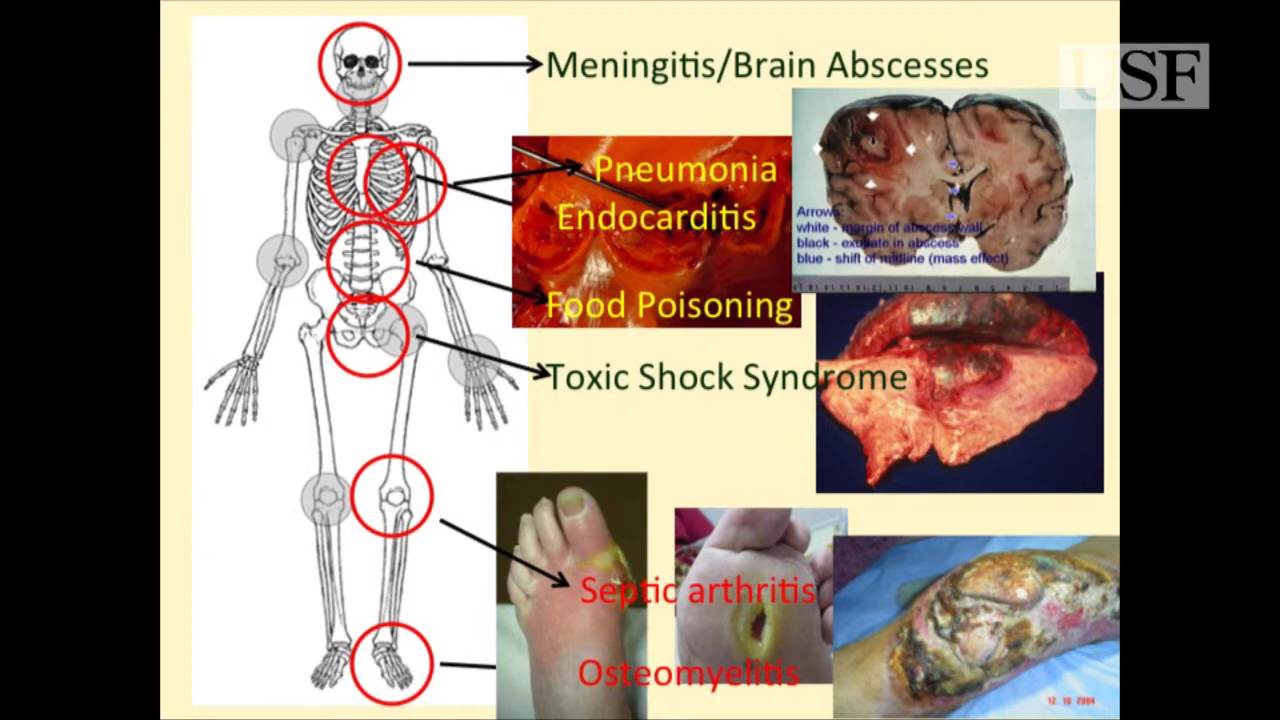 Meningitis/Brain Abscesses
USF
Pneumonia
Endocarditis
Arrows
white - margin of abscess wall
black - exudate in abscess
blue - shift of midline (mass effect)
Food Poisoning
Toxic Shock Syndrome
Septic arthritis
Osteomyelitis
12 10 2004